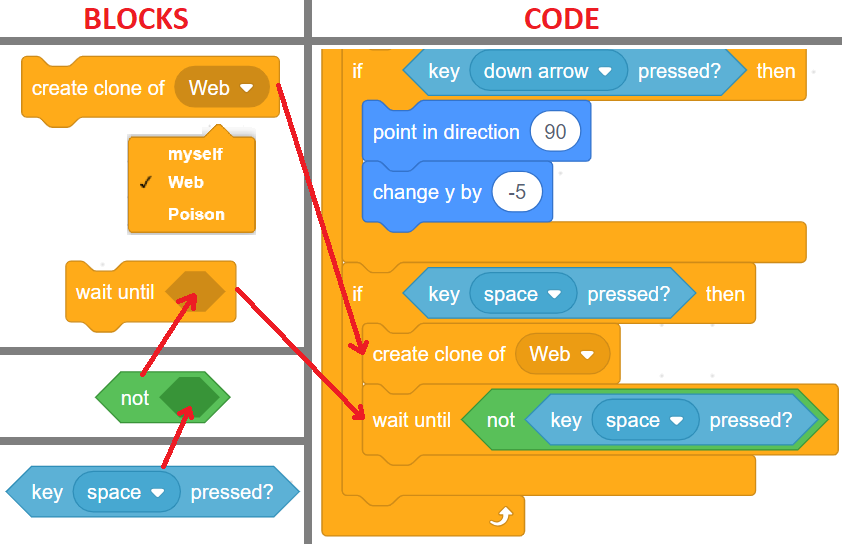 BLOCKS
create clone of Web
myself
✓ Web
Poison
wait until
not
key space pressed?
CODE
if key down arrow pressed? then
point in direction 90
change y by -5
if key space pressed? then
create clone of Web
wait until not key space pressed?